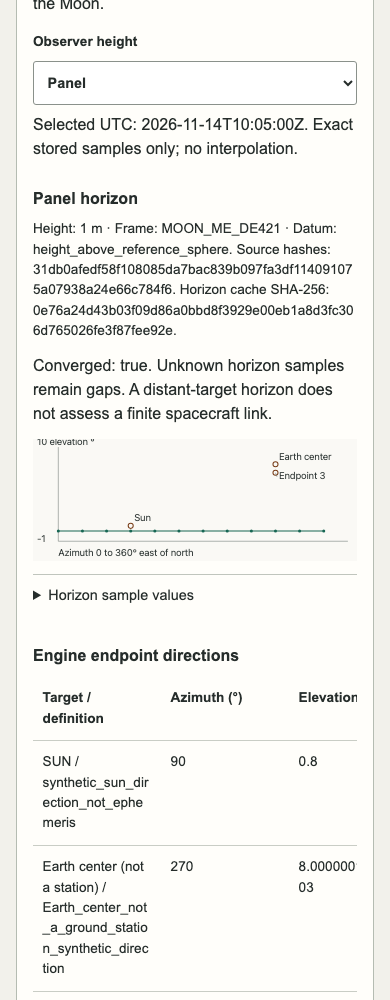 the Moon.
Observer height
Panel
Selected UTC: 2026-11-14T10:05:00Z. Exact
stored samples only; no interpolation.
Panel horizon
Height: 1 m · Frame: MOON_ME_DE421 · Datum:
height_above_reference_sphere. Source hashes:
31db0afedf58f108085da7bac839b097fa3df11409107
5a07938a24e66c784f6. Horizon cache SHA-256:
0e76a24d43b03f09d86a0bbd8f3929e00eb1a8d3fc30
6d765026fe3f87fee92e.
Converged: true. Unknown horizon samples
remain gaps. A distant-target horizon does
not assess a finite spacecraft link.
10 elevation °
Earth center
Endpoint 3
Sun
-1
Azimuth 0 to 360° east of north
Horizon sample values
Engine endpoint directions
Target / definition
Azimuth (°)
Elevation
SUN /
synthetic_sun_dir
ection_not_ephe
meris
90
0.8
Earth center (not
a station) /
Earth_center_not
_a_ground_statio
n_synthetic_direc
tion
270
8.000000
03